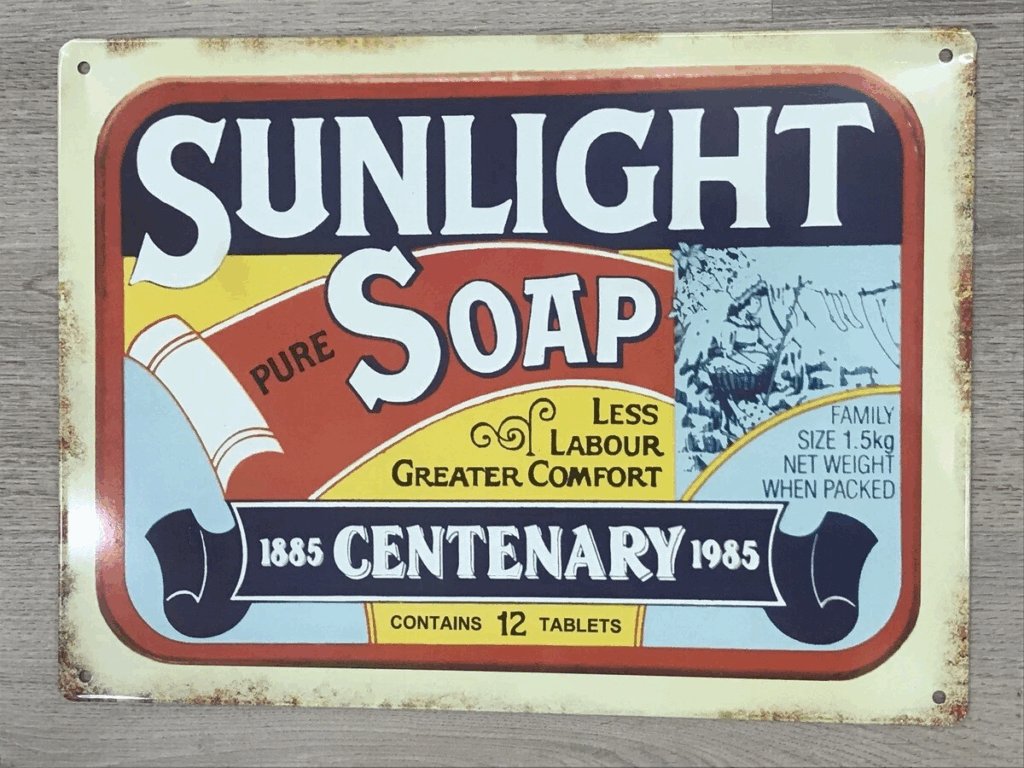 SUNLIGHT
SOAP
PURE
LESS
LABOUR
GREATER COMFORT
FAMILY
SIZE 1.5kg
NET WEIGHT
WHEN PACKED
1885 CENTENARY 1985
CONTAINS 12 TABLETS